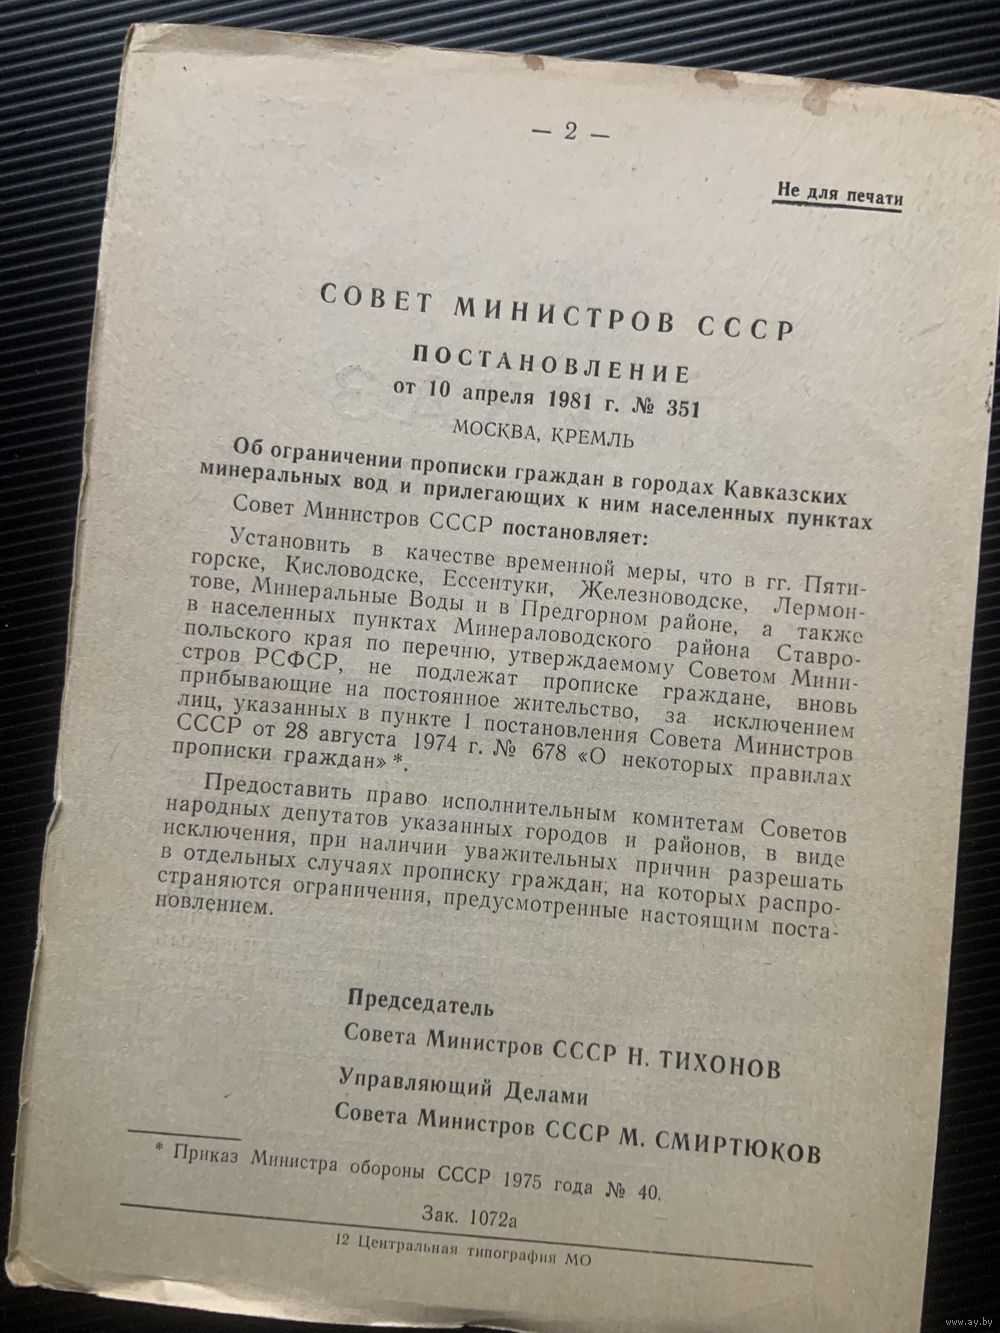 — 2 —
Не для печати
СОВЕТ МИНИСТРОВ СССР
ПОСТАНОВЛЕНИЕ
от 10 апреля 1981 г. № 351
МОСКВА, КРЕМЛЬ
Об ограничении прописки граждан в городах Кавказских
минеральных вод и прилегающих к ним населенных пунктах
Совет Министров СССР постановляет:
Установить в качестве временной меры, что в гг. Пяти-
горске, Кисловодске, Ессентуки, Железноводске, Лермон-
тове, Минеральные Воды и в Предгорном районе, а также
в населенных пунктах Минераловодского района Ставро-
польского края по перечню, утверждаемому Советом Мини-
стров РСФСР, не подлежат прописке граждане, вновь
прибывающие на постоянное жительство, за исключением
лиц, указанных в пункте 1 постановления Совета Министров
СССР от 28 августа 1974 г. № 678 «О некоторых правилах
прописки граждан» *.
Предоставить право исполнительным комитетам Советов
народных депутатов указанных городов и районов, в виде
исключения, при наличии уважительных причин разрешать
в отдельных случаях прописку граждан, на которых распро-
страняются ограничения, предусмотренные настоящим поста-
новлением.
Председатель
Совета Министров СССР Н. ТИХОНОВ
Управляющий Делами
Совета Министров СССР М. СМИРТЮКОВ
* Приказ Министра обороны СССР 1975 года № 40.
Зак. 1072а
12 Центральная типография МО
www.ay.by